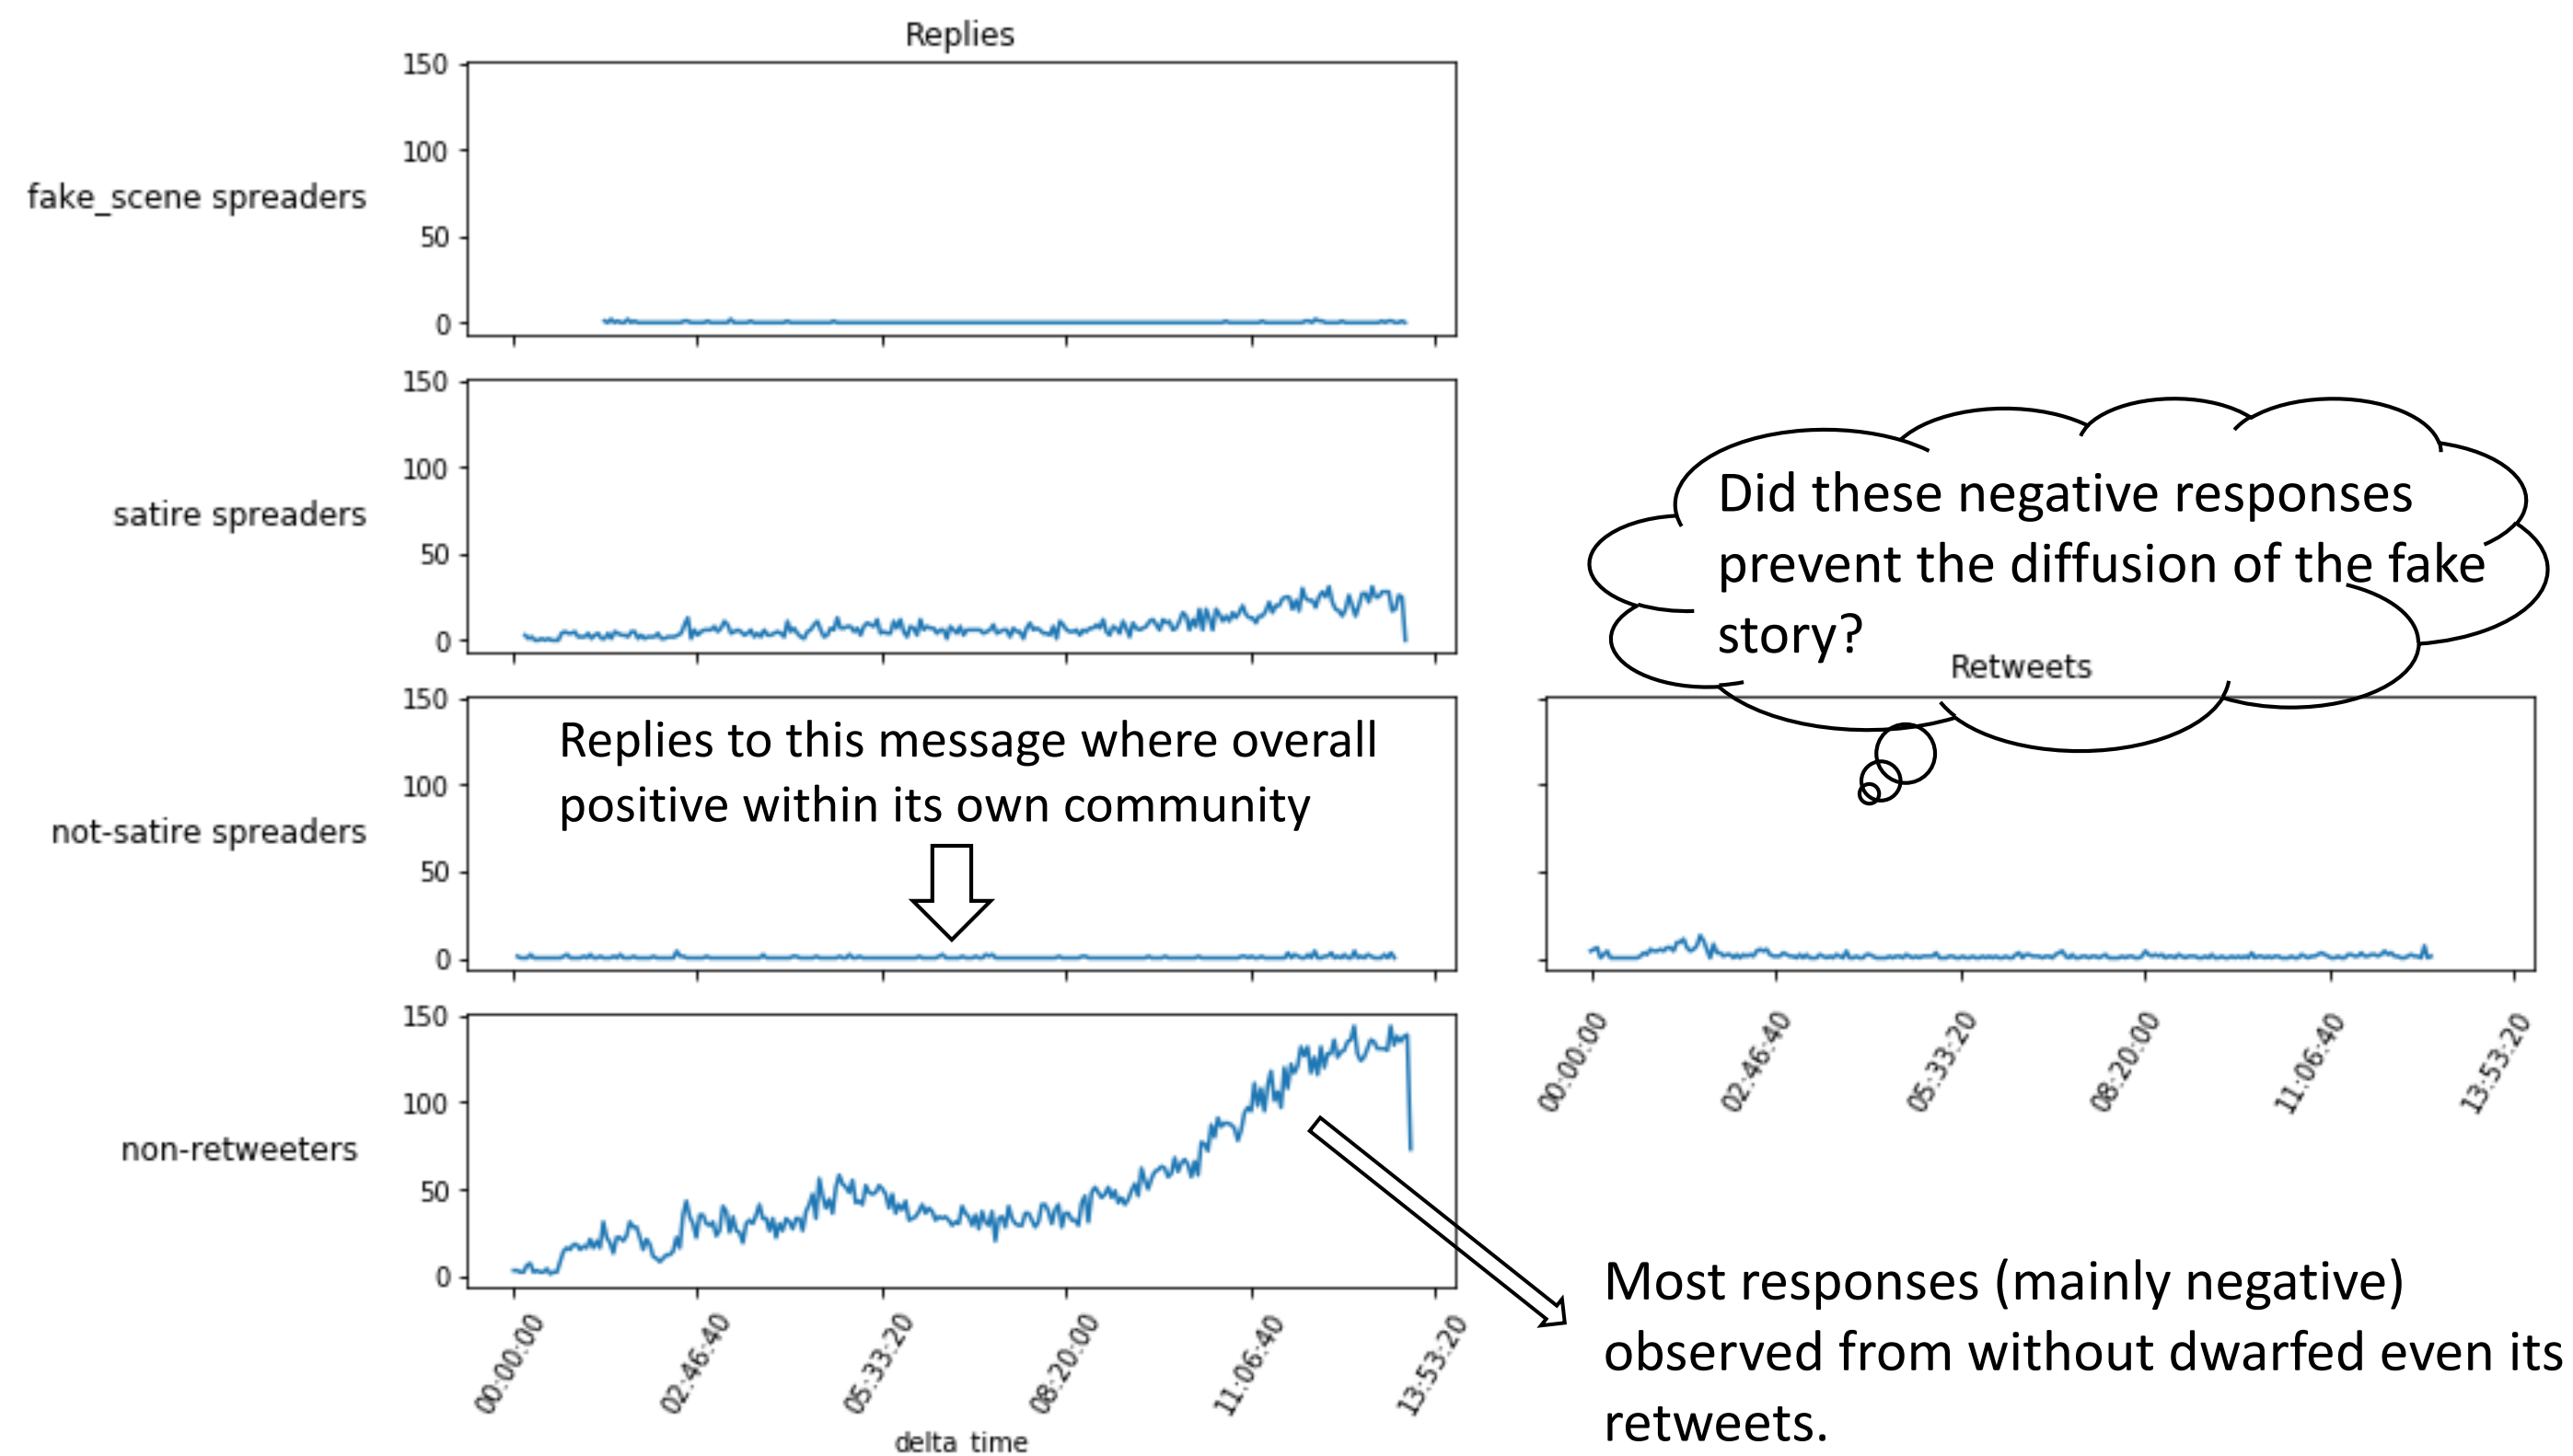 Replies
150
100
50
0
fake_scene spreaders
150
100
50
0
satire spreaders
Did these negative responses
prevent the diffusion of the fake
story?
150
100
50
0
not-satire spreaders
Replies to this message where overall
positive within its own community
Retweets
00:00:00
02:46:40
05:33:20
08:20:00
11:06:40
13:53:20
150
100
50
0
non-retweeters
00:00:00
02:46:40
05:33:20
08:20:00
11:06:40
13:53:20
delta time
Most responses (mainly negative)
observed from without dwarfed even its
retweets.